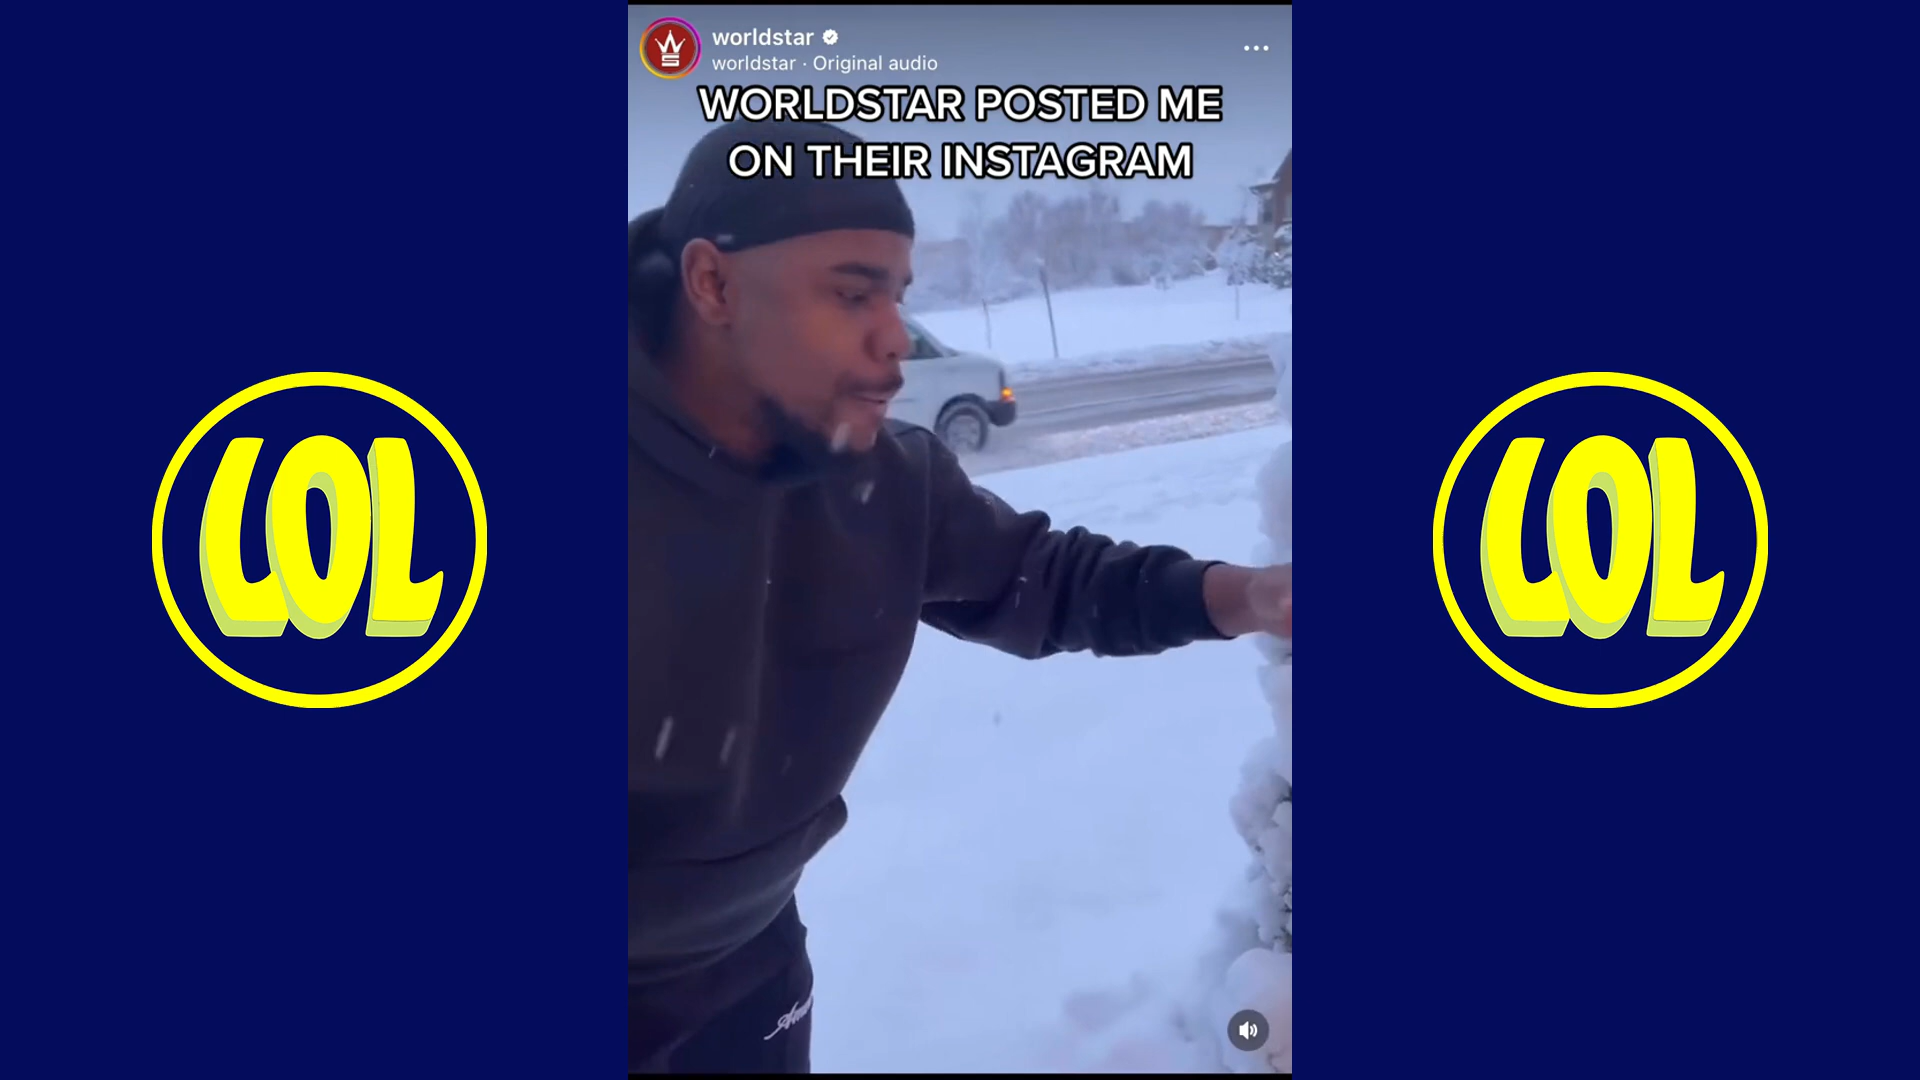 worldstar
worldstar · Original audio
WORLDSTAR POSTED ME
ON THEIR INSTAGRAM
LOL
LOL